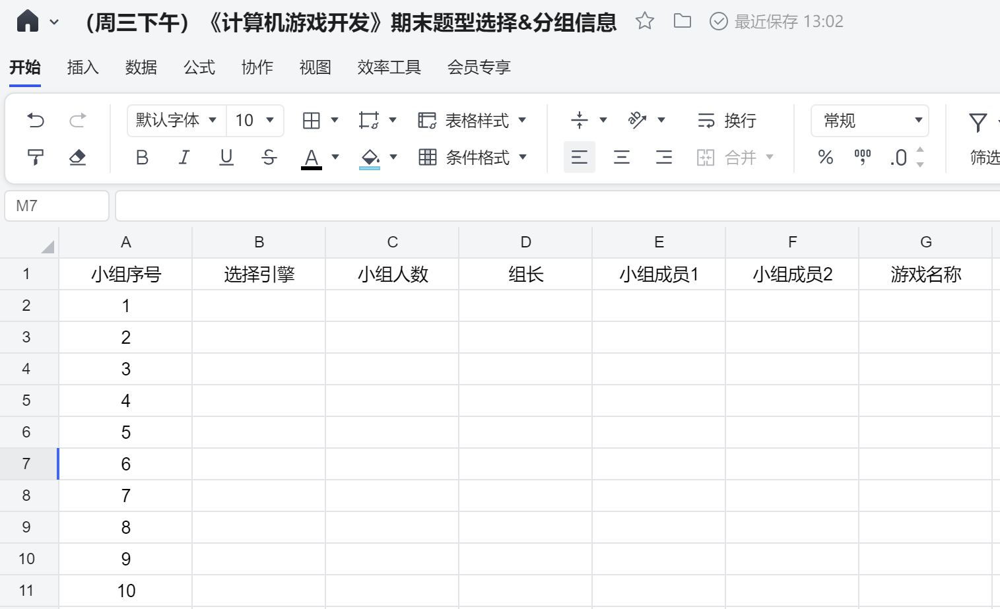 （周三下午）《计算机游戏开发》期末题型选择&分组信息 最近保存 13:02
开始 插入 数据 公式 协作 视图 效率工具 会员专享
默认字体 10 表格样式 换行 常规
B I U S A 条件格式 合并 % .0 筛选
M7
A B C D E F G
1 小组序号 选择引擎 小组人数 组长 小组成员1 小组成员2 游戏名称
2 1
3 2
4 3
5 4
6 5
7 6
8 7
9 8
10 9
11 10